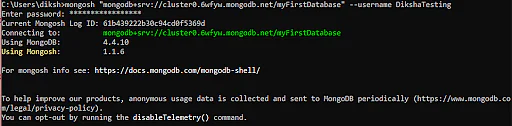 C:\Users\diksh>mongosh "mongodb+srv://cluster0.6wfyw.mongodb.net/myFirstDatabase" --username DikshaTesting
Enter password: *****************
Current Mongosh Log ID: 61b439222b30c94cd0f5369d
Connecting to: mongodb+srv://cluster0.6wfyw.mongodb.net/myFirstDatabase
Using MongoDB: 4.4.10
Using Mongosh: 1.1.6
For mongosh info see: https://docs.mongodb.com/mongodb-shell/
To help improve our products, anonymous usage data is collected and sent to MongoDB periodically (https://www.mongodb.co
m/legal/privacy-policy).
You can opt-out by running the disableTelemetry() command.